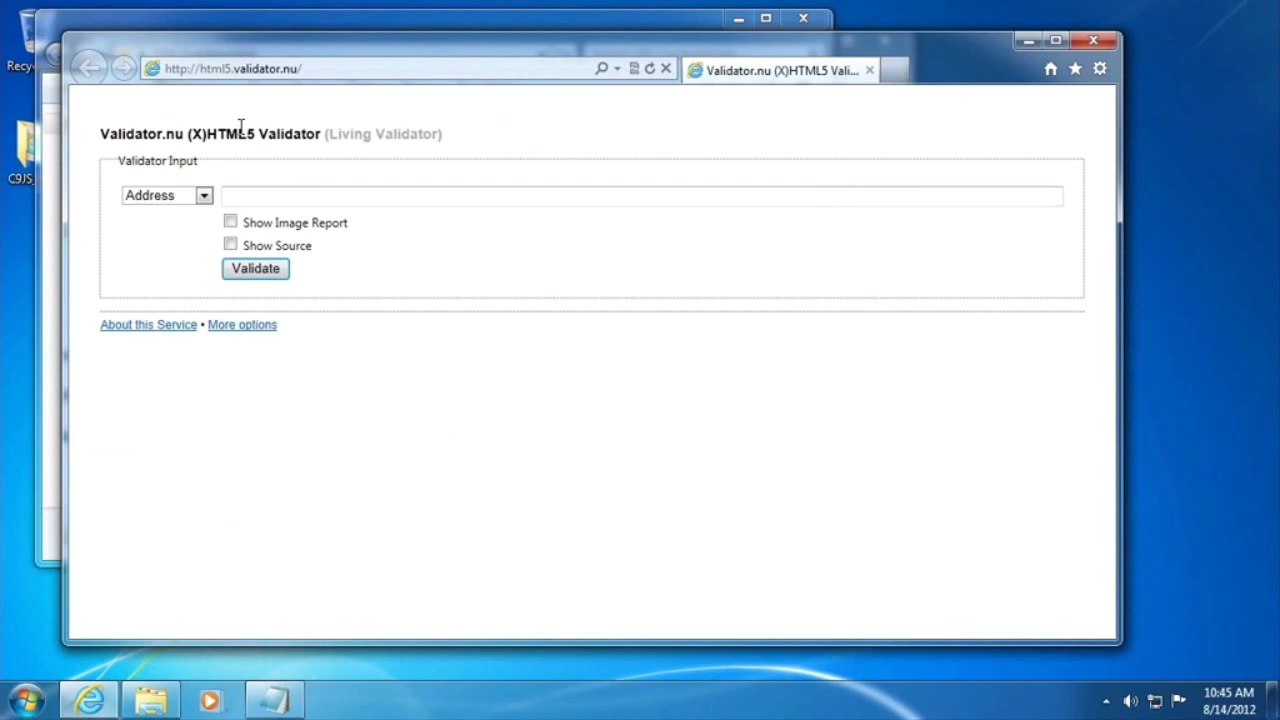 Recy
C9JS_
http://html5.validator.nu/
Validator.nu (X)HTML5 Vali...
Validator.nu (X)HTML5 Validator (Living Validator)
Validator Input
Address
Show Image Report
Show Source
Validate
About this Service • More options
10:45 AM
8/14/2012